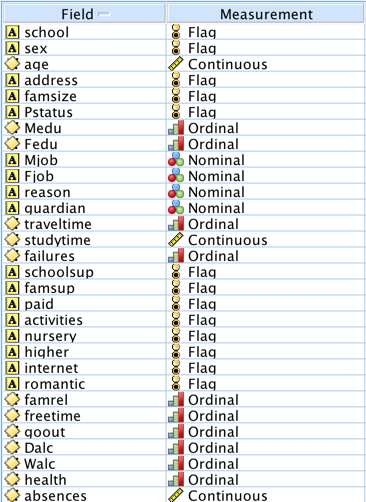 Field Measurement
A school Flag
A sex Flag
age Continuous
A address Flag
A famsize Flag
A Pstatus Flag
Medu Ordinal
Fedu Ordinal
A Mjob Nominal
A Fjob Nominal
A reason Nominal
A guardian Nominal
traveltime Ordinal
studytime Continuous
failures Ordinal
A schoolsup Flag
A famsup Flag
A paid Flag
A activities Flag
A nursery Flag
A higher Flag
A internet Flag
A romantic Flag
famrel Ordinal
freetime Ordinal
goout Ordinal
Dalc Ordinal
Walc Ordinal
health Ordinal
absences Continuous